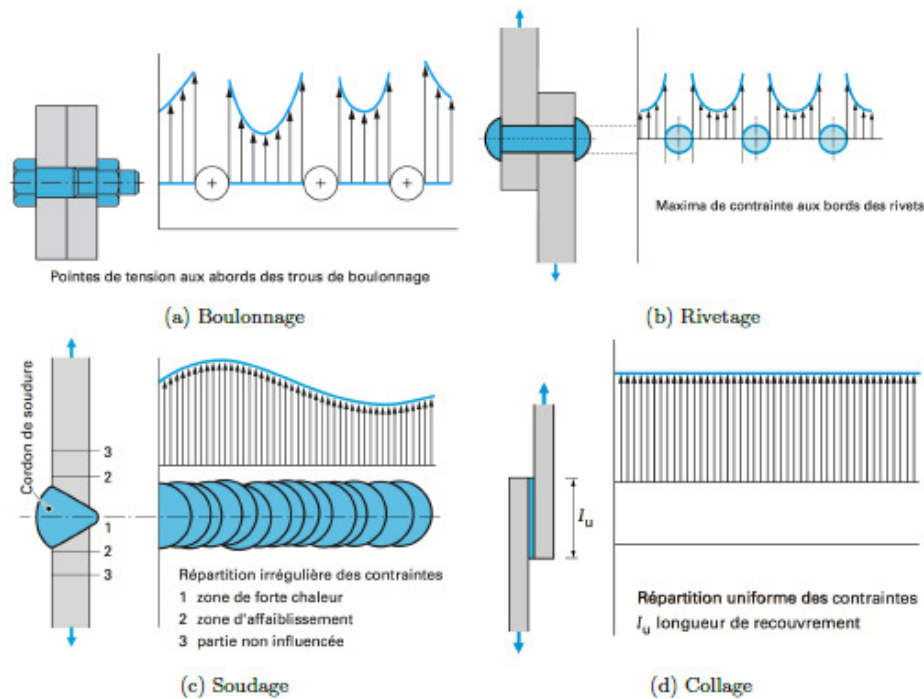 Pointes de tension aux abords des trous de boulonnage
(a) Boulonnage
Maxima de contrainte aux bords des rivets
(b) Rivetage
Cordon de soudure
3
2
1
2
3
Répartition irrégulière des contraintes
1 zone de forte chaleur
2 zone d'affaiblissement
3 partie non influencée
(c) Soudage
Iu
Répartition uniforme des contraintes
Iu longueur de recouvrement
(d) Collage